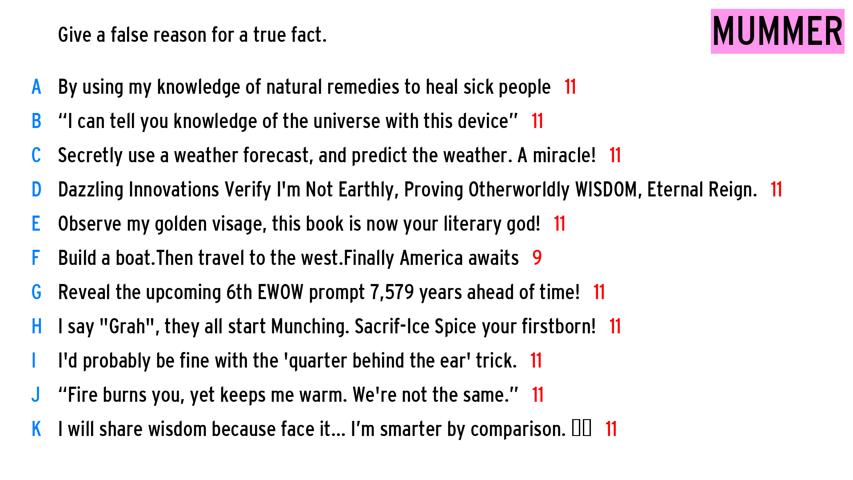 Give a false reason for a true fact.
MUMMER
A By using my knowledge of natural remedies to heal sick people 11
B “I can tell you knowledge of the universe with this device” 11
C Secretly use a weather forecast, and predict the weather. A miracle! 11
D Dazzling Innovations Verify I'm Not Earthly, Proving Otherworldly WISDOM, Eternal Reign. 11
E Observe my golden visage, this book is now your literary god! 11
F Build a boat.Then travel to the west.Finally America awaits 9
G Reveal the upcoming 6th EWOW prompt 7,579 years ahead of time! 11
H I say "Grah", they all start Munching. Sacrif-Ice Spice your firstborn! 11
I I'd probably be fine with the 'quarter behind the ear' trick. 11
J “Fire burns you, yet keeps me warm. We're not the same.” 11
K I will share wisdom because face it... I’m smarter by comparison. 11